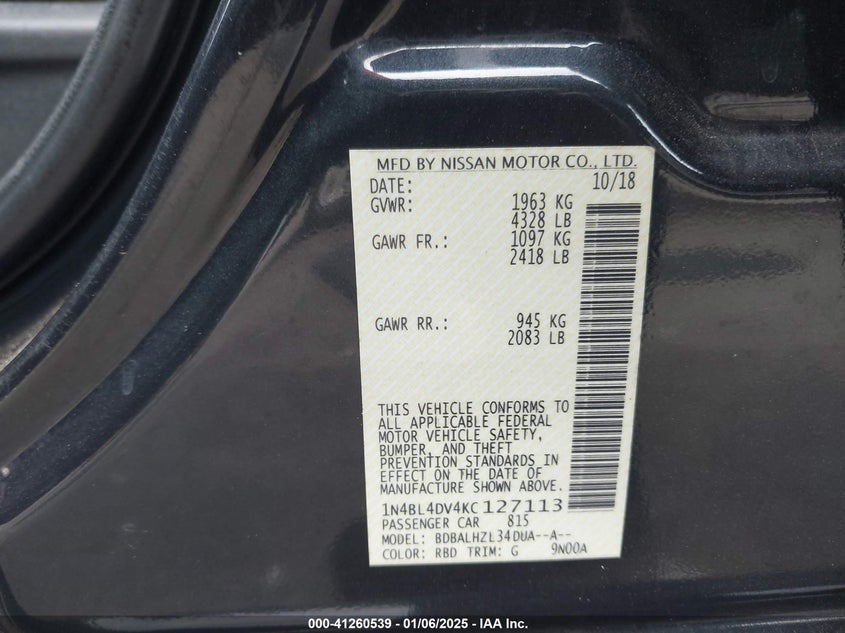 MFD BY NISSAN MOTOR CO., LTD.
DATE: 10/18
GVWR: 1963 KG
4328 LB
GAWR FR.: 1097 KG
2418 LB
GAWR RR.: 945 KG
2083 LB
THIS VEHICLE CONFORMS TO
ALL APPLICABLE FEDERAL
MOTOR VEHICLE SAFETY,
BUMPER, AND THEFT
PREVENTION STANDARDS IN
EFFECT ON THE DATE OF
MANUFACTURE SHOWN ABOVE.
1N4BL4DV4KC127113
PASSENGER CAR 815
MODEL: BDBALHZL34DUA--A--
COLOR: RBD TRIM: G 9N00A
000-41260539 - 01/06/2025 - IAA Inc.